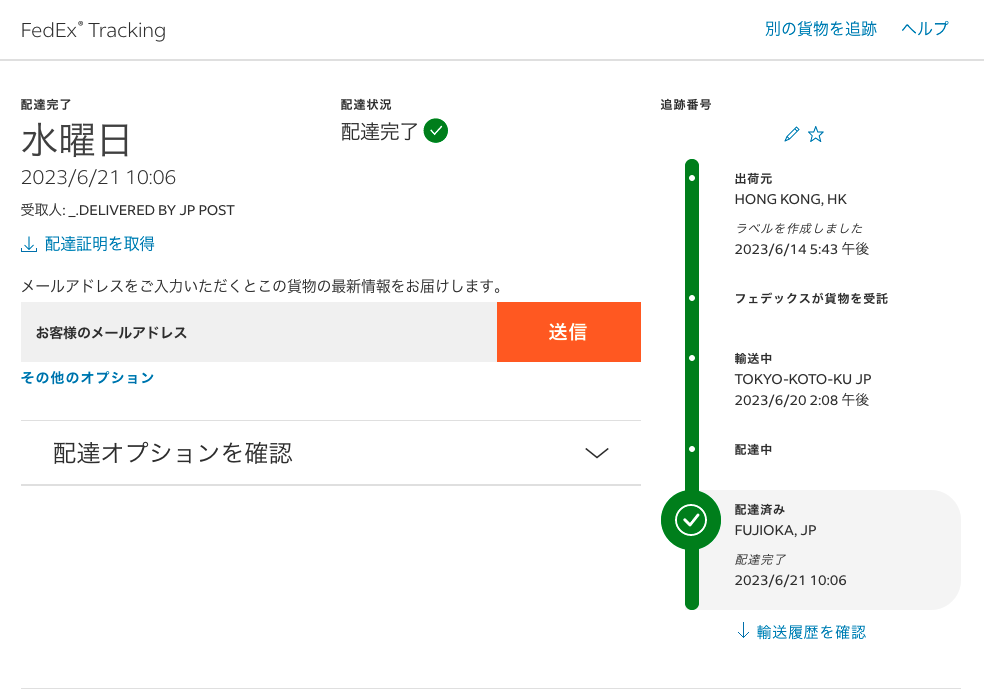 FedEx® Tracking
別の貨物を追跡
ヘルプ
配達完了
水曜日
2023/6/21 10:06
受取人: _.DELIVERED BY JP POST
配達証明を取得
配達状況
配達完了
メールアドレスをご入力いただくとこの貨物の最新情報をお届けします。
お客様のメールアドレス
送信
その他のオプション
配達オプションを確認
追跡番号
出荷元
HONG KONG, HK
ラベルを作成しました
2023/6/14 5:43 午後
フェデックスが貨物を受託
輸送中
TOKYO-KOTO-KU JP
2023/6/20 2:08 午後
配達中
配達済み
FUJIOKA, JP
配達完了
2023/6/21 10:06
輸送履歴を確認